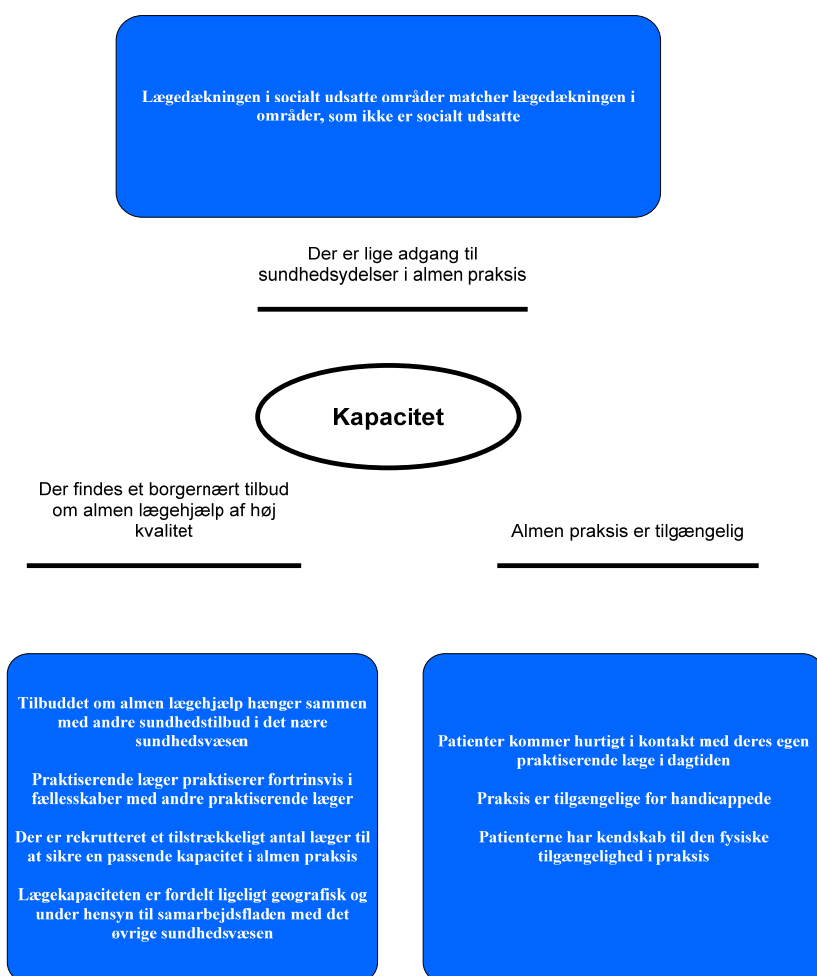 Lægedækningen i socialt udsatte områder matcher lægedækningen i
områder, som ikke er socialt udsatte
Der er lige adgang til
sundhedsydelser i almen praksis
Kapacitet
Der findes et borgernært tilbud
om almen lægehjælp af høj
kvalitet
Almen praksis er tilgængelig
Tilbuddet om almen lægehjælp hænger sammen
med andre sundhedstilbud i det nære
sundhedsvæsen
Praktiserende læger praktiserer fortrinsvis i
fællesskaber med andre praktiserende læger
Der er rekrutteret et tilstrækkeligt antal læger til
at sikre en passende kapacitet i almen praksis
Lægekapaciteten er fordelt ligeligt geografisk og
under hensyn til samarbejdsfladen med det
øvrige sundhedsvæsen
Patienter kommer hurtigt i kontakt med deres egen
praktiserende læge i dagtiden
Praksis er tilgængelige for handicappede
Patienterne har kendskab til den fysiske
tilgængelighed i praksis